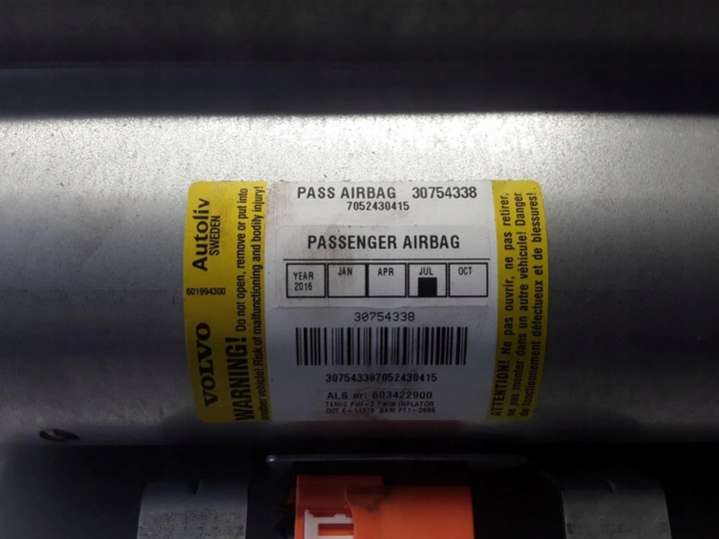 Autoliv
SWEDEN
601994300
VOLVO
WARNING! Do not open, remove or put into
another vehicle! Risk of malfunctioning and bodily injury!
PASS AIRBAG 30754338
7052430415
PASSENGER AIRBAG
YEAR 2016 JAN APR JUL OCT
30754338
307543387052430415
ALS nr: 603422900
ATTENTION! Ne pas ouvrir, ne pas retirer,
ne pas monter dans un autre véhicule! Danger
de fonctionnement défectueux et de blessures!